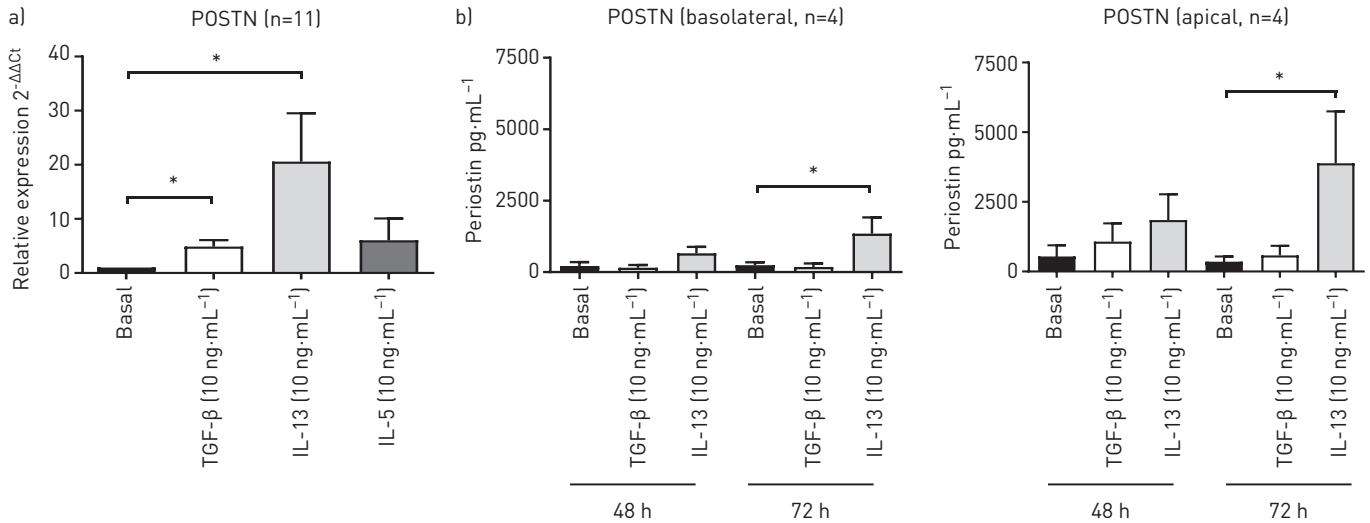 a)
POSTN (n=11)
Relative expression 2⁻ΔΔCt
40
30
20
10
0
*
*
Basal
TGF-β (10 ng·mL⁻¹)
IL-13 (10 ng·mL⁻¹)
IL-5 (10 ng·mL⁻¹)
b)
POSTN (basolateral, n=4)
Periostin pg·mL⁻¹
7500
5000
2500
0
*
Basal
TGF-β (10 ng·mL⁻¹)
IL-13 (10 ng·mL⁻¹)
Basal
TGF-β (10 ng·mL⁻¹)
IL-13 (10 ng·mL⁻¹)
48 h
72 h
POSTN (apical, n=4)
Periostin pg·mL⁻¹
7500
5000
2500
0
*
Basal
TGF-β (10 ng·mL⁻¹)
IL-13 (10 ng·mL⁻¹)
Basal
TGF-β (10 ng·mL⁻¹)
IL-13 (10 ng·mL⁻¹)
48 h
72 h